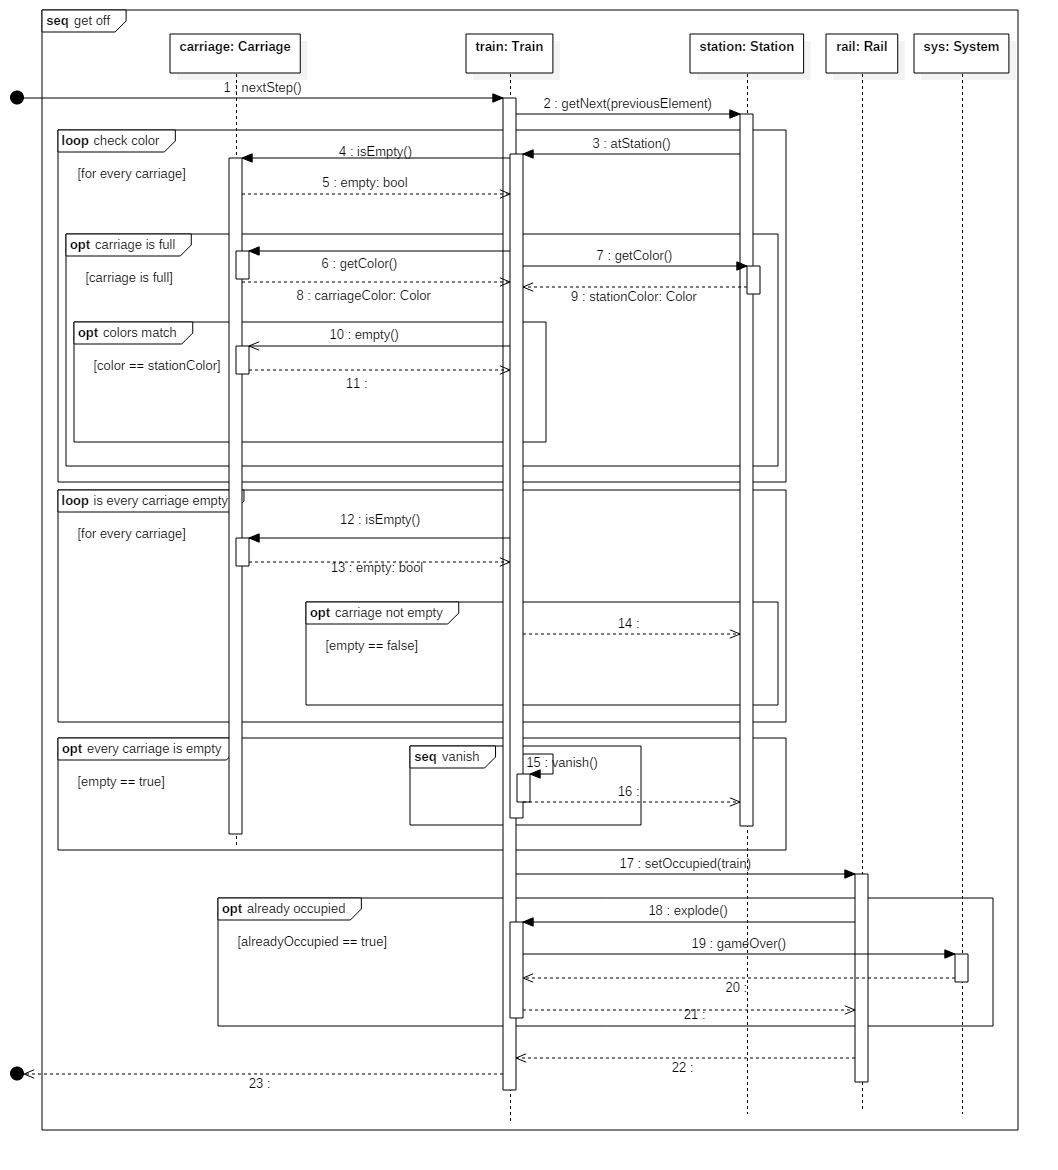 seq get off
carriage: Carriage
train: Train
station: Station
rail: Rail
sys: System
1 : nextStep()
2 : getNext(previousElement)
loop check color
3 : atStation()
4 : isEmpty()
[for every carriage]
5 : empty: bool
opt carriage is full
[carriage is full]
6 : getColor()
7 : getColor()
8 : carriageColor: Color
9 : stationColor: Color
opt colors match
10 : empty()
[color == stationColor]
11 :
loop is every carriage empty
12 : isEmpty()
[for every carriage]
13 : empty: bool
opt carriage not empty
14 :
[empty == false]
opt every carriage is empty
seq vanish
15 : vanish()
[empty == true]
16 :
17 : setOccupied(train)
opt already occupied
18 : explode()
[alreadyOccupied == true]
19 : gameOver()
20 :
21 :
22 :
23 :